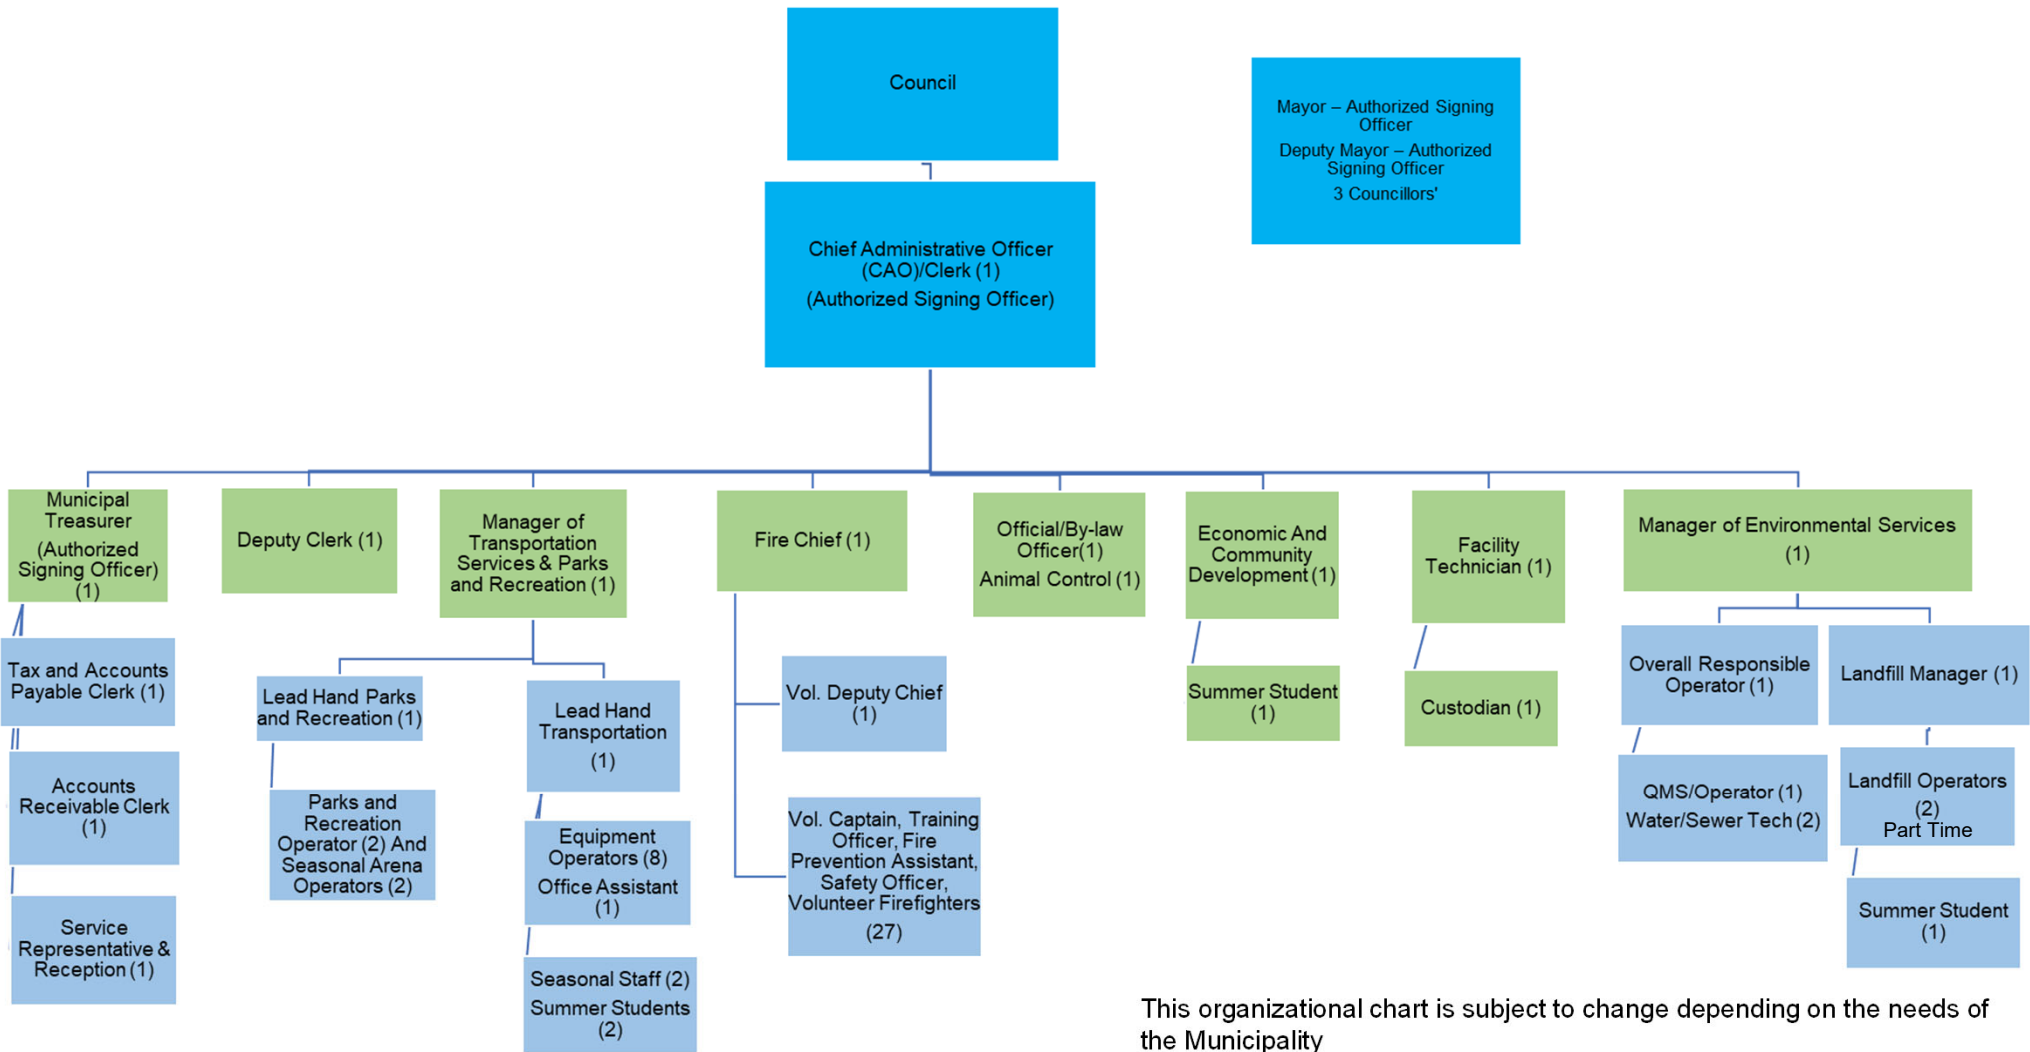 Council
Mayor – Authorized Signing
Officer
Deputy Mayor – Authorized
Signing Officer
3 Councillors'
Chief Administrative Officer
(CAO)/Clerk (1)
(Authorized Signing Officer)
Municipal
Treasurer
(Authorized
Signing Officer)
(1)
Tax and Accounts
Payable Clerk (1)
Accounts
Receivable Clerk
(1)
Service
Representative &
Reception (1)
Deputy Clerk (1)
Manager of
Transportation
Services & Parks
and Recreation (1)
Lead Hand Parks
and Recreation (1)
Parks and
Recreation
Operator (2) And
Seasonal Arena
Operators (2)
Lead Hand
Transportation
(1)
Equipment
Operators (8)
Office Assistant
(1)
Seasonal Staff (2)
Summer Students
(2)
Fire Chief (1)
Vol. Deputy Chief
(1)
Vol. Captain, Training
Officer, Fire
Prevention Assistant,
Safety Officer,
Volunteer Firefighters
(27)
Official/By-law
Officer(1)
Animal Control (1)
Economic And
Community
Development (1)
Summer Student
(1)
Facility
Technician (1)
Custodian (1)
Manager of Environmental Services
(1)
Overall Responsible
Operator (1)
QMS/Operator (1)
Water/Sewer Tech (2)
Landfill Manager (1)
Landfill Operators
(2)
Part Time
Summer Student
(1)
This organizational chart is subject to change depending on the needs of
the Municipality